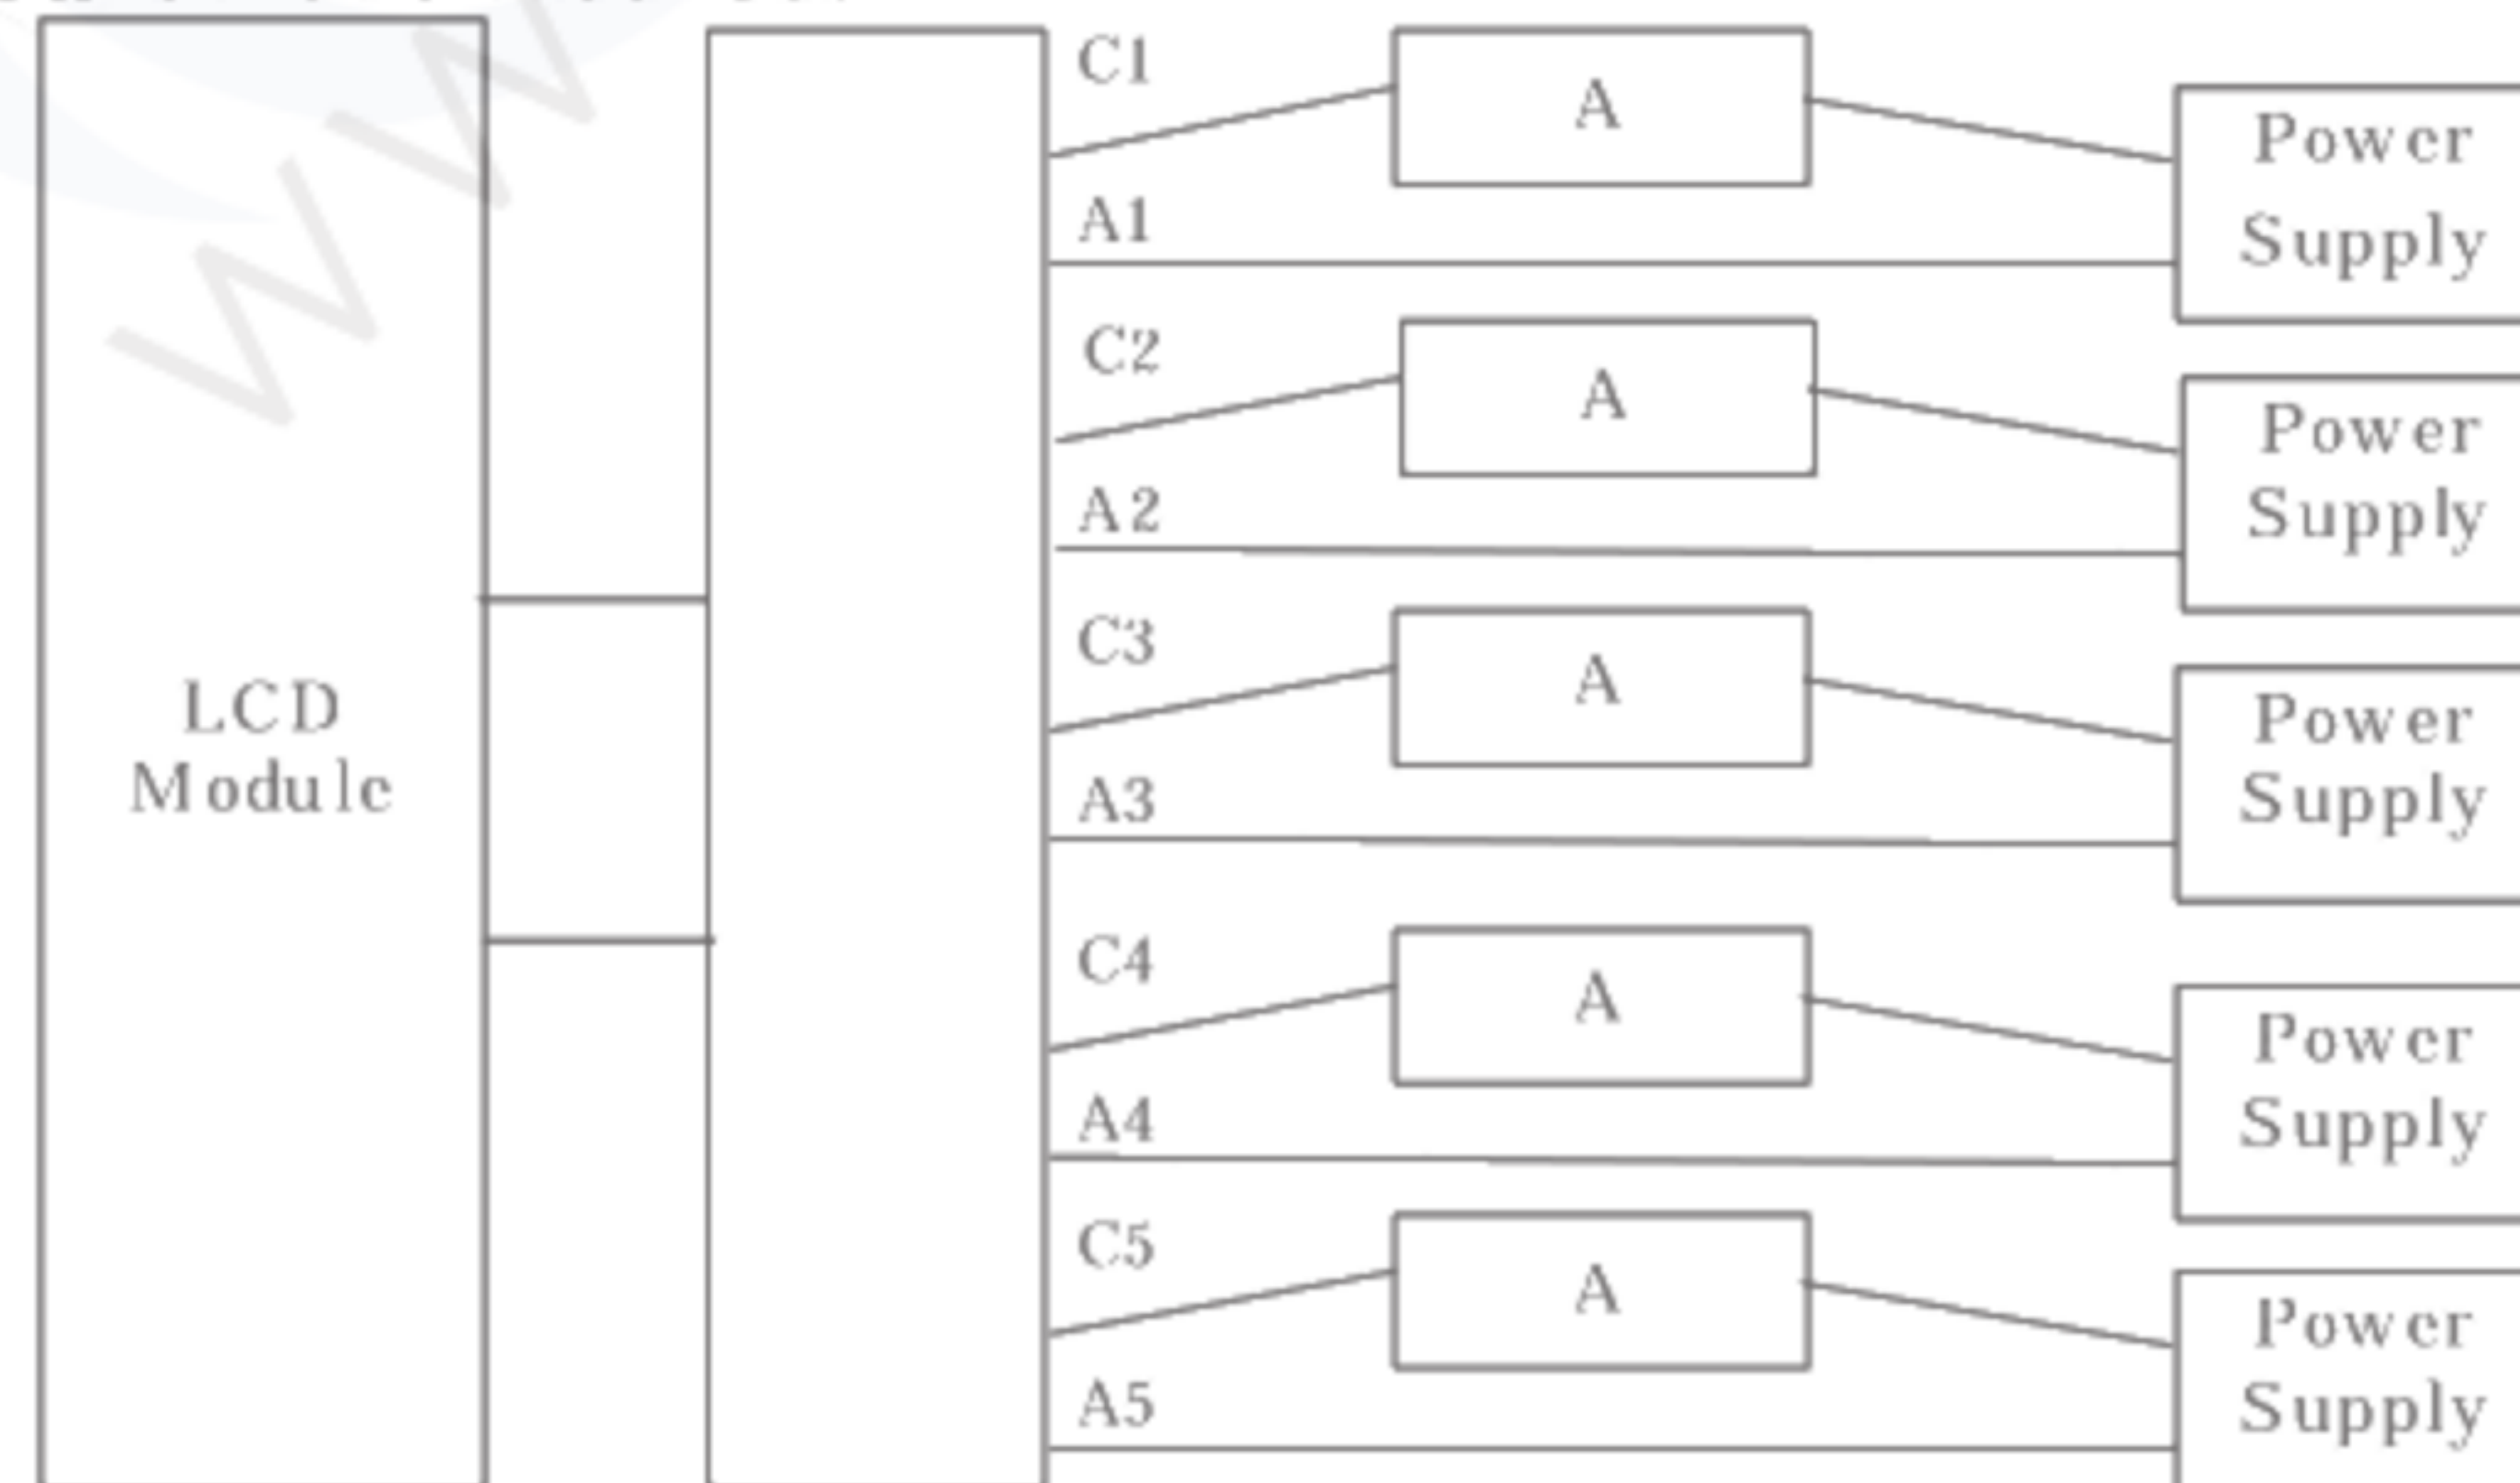 C1
A
Power
Supply
A1
C2
A
Power
Supply
A2
C3
A
Power
Supply
A3
LCD
Module
C4
A
Power
Supply
A4
C5
A
Power
Supply
A5
W W